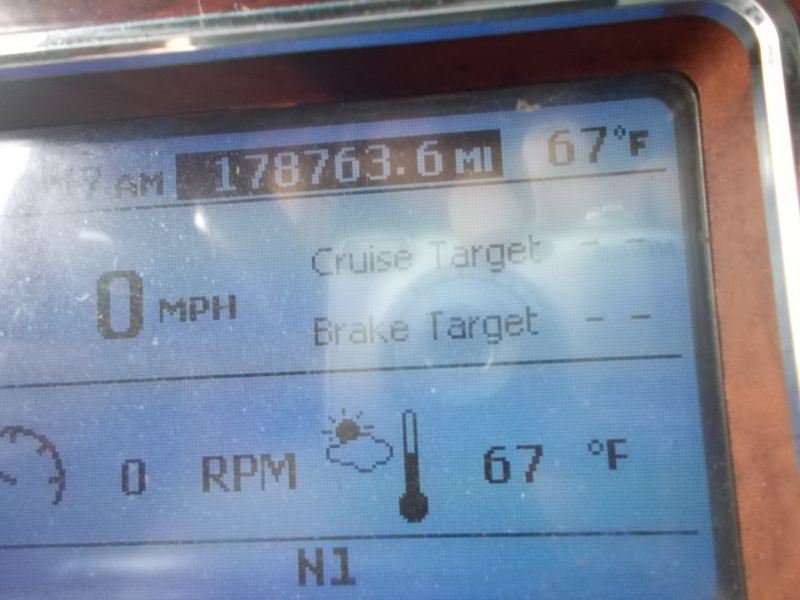 AM 178763.6 MI 67°F
0 MPH Cruise Target - -
Brake Target - -
0 RPM 67 °F
N1